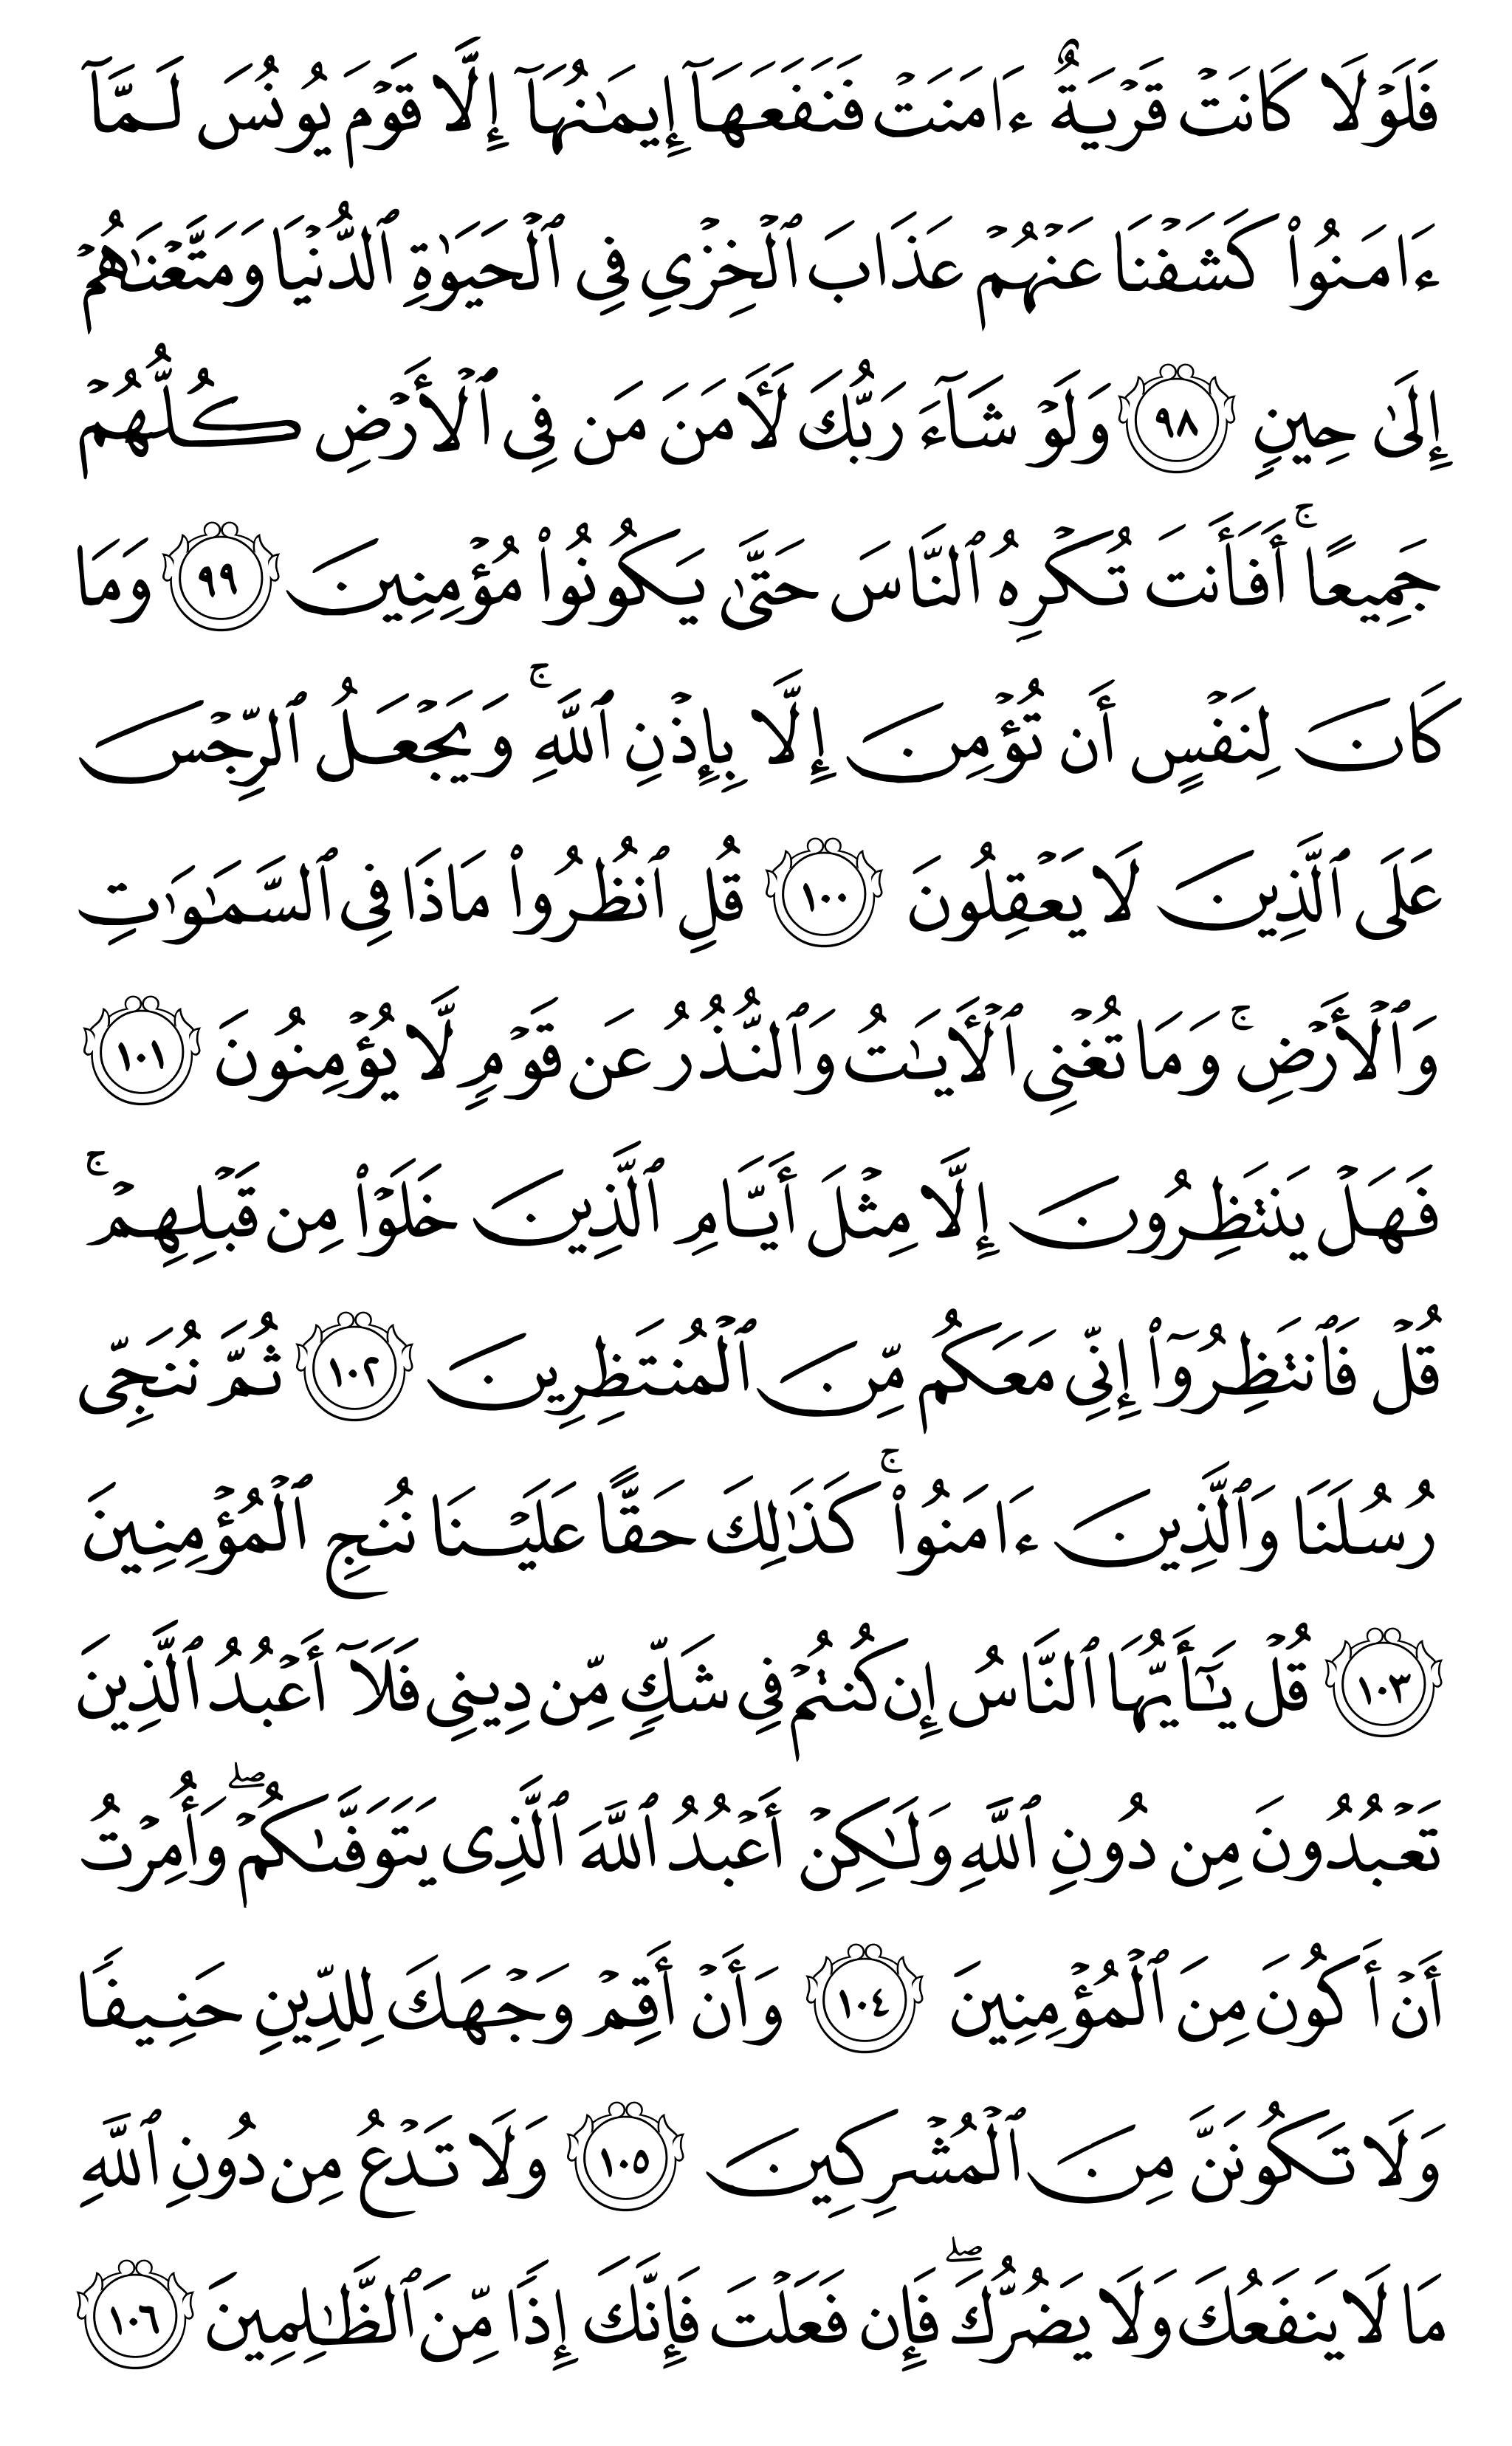 فَلَوۡلَا كَانَتۡ قَرۡيَةٌ ءَامَنَتۡ فَنَفَعَهَآ إِيمَٰنُهَآ إِلَّا قَوۡمَ يُونُسَ لَمَّآ
ءَامَنُواْ كَشَفۡنَا عَنۡهُمۡ عَذَابَ ٱلۡخِزۡيِ فِي ٱلۡحَيَوٰةِ ٱلدُّنۡيَا وَمَتَّعۡنَٰهُمۡ
إِلَىٰ حِينٖ ٩٨ وَلَوۡ شَآءَ رَبُّكَ لَأٓمَنَ مَن فِي ٱلۡأَرۡضِ كُلُّهُمۡ
جَمِيعًاۚ أَفَأَنتَ تُكۡرِهُ ٱلنَّاسَ حَتَّىٰ يَكُونُواْ مُؤۡمِنِينَ ٩٩ وَمَا
كَانَ لِنَفۡسٍ أَن تُؤۡمِنَ إِلَّا بِإِذۡنِ ٱللَّهِۚ وَيَجۡعَلُ ٱلرِّجۡسَ
عَلَى ٱلَّذِينَ لَا يَعۡقِلُونَ ١٠٠ قُلِ ٱنظُرُواْ مَاذَا فِي ٱلسَّمَٰوَٰتِ
وَٱلۡأَرۡضِۚ وَمَا تُغۡنِي ٱلۡأٓيَٰتُ وَٱلنُّذُرُ عَن قَوۡمٖ لَّا يُؤۡمِنُونَ ١٠١
فَهَلۡ يَنتَظِرُونَ إِلَّا مِثۡلَ أَيَّامِ ٱلَّذِينَ خَلَوۡاْ مِن قَبۡلِهِمۡۚ
قُلۡ فَٱنتَظِرُوٓاْ إِنِّي مَعَكُم مِّنَ ٱلۡمُنتَظِرِينَ ١٠٢ ثُمَّ نُنَجِّي
رُسُلَنَا وَٱلَّذِينَ ءَامَنُواْۚ كَذَٰلِكَ حَقًّا عَلَيۡنَا نُنجِ ٱلۡمُؤۡمِنِينَ
١٠٣ قُلۡ يَٰٓأَيُّهَا ٱلنَّاسُ إِن كُنتُمۡ فِي شَكّٖ مِّن دِينِي فَلَآ أَعۡبُدُ ٱلَّذِينَ
تَعۡبُدُونَ مِن دُونِ ٱللَّهِ وَلَٰكِنۡ أَعۡبُدُ ٱللَّهَ ٱلَّذِي يَتَوَفَّىٰكُمۡۖ وَأُمِرۡتُ
أَنۡ أَكُونَ مِنَ ٱلۡمُؤۡمِنِينَ ١٠٤ وَأَنۡ أَقِمۡ وَجۡهَكَ لِلدِّينِ حَنِيفٗا
وَلَا تَكُونَنَّ مِنَ ٱلۡمُشۡرِكِينَ ١٠٥ وَلَا تَدۡعُ مِن دُونِ ٱللَّهِ
مَا لَا يَنفَعُكَ وَلَا يَضُرُّكَۖ فَإِن فَعَلۡتَ فَإِنَّكَ إِذٗا مِّنَ ٱلظَّٰلِمِينَ ١٠٦